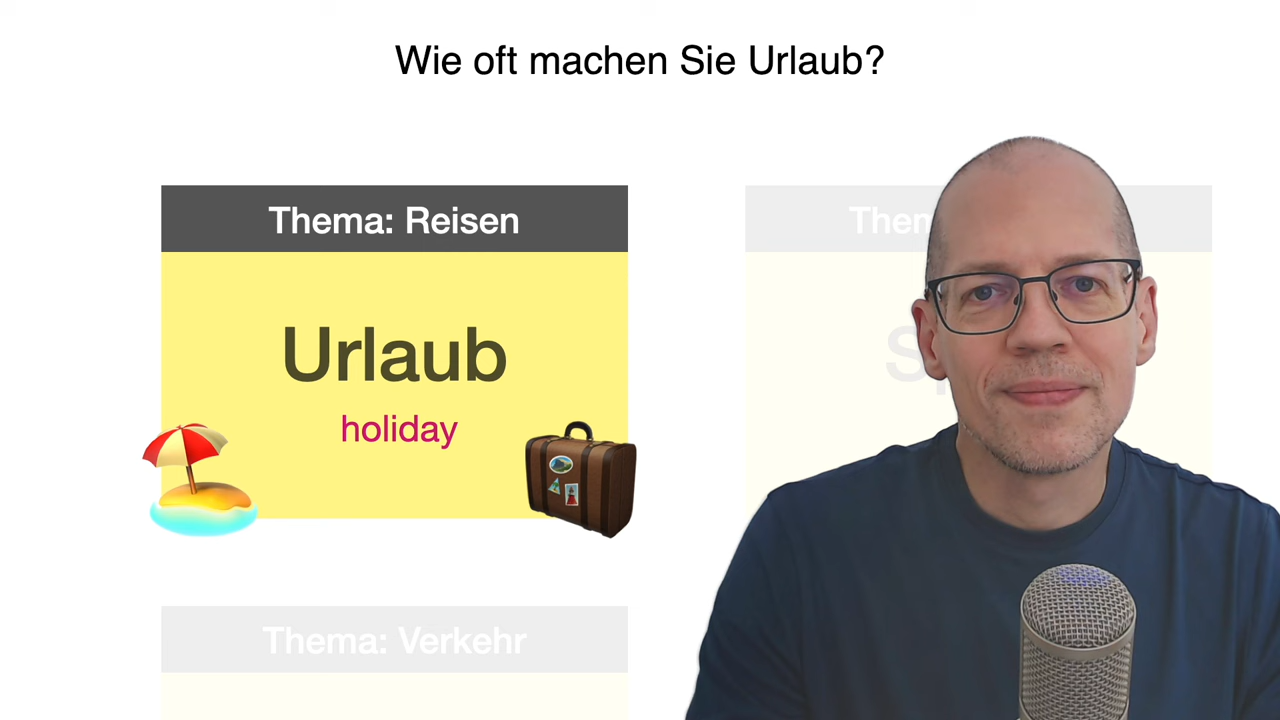 Wie oft machen Sie Urlaub?
Thema: Reisen
Urlaub
holiday
Thema: Verkehr